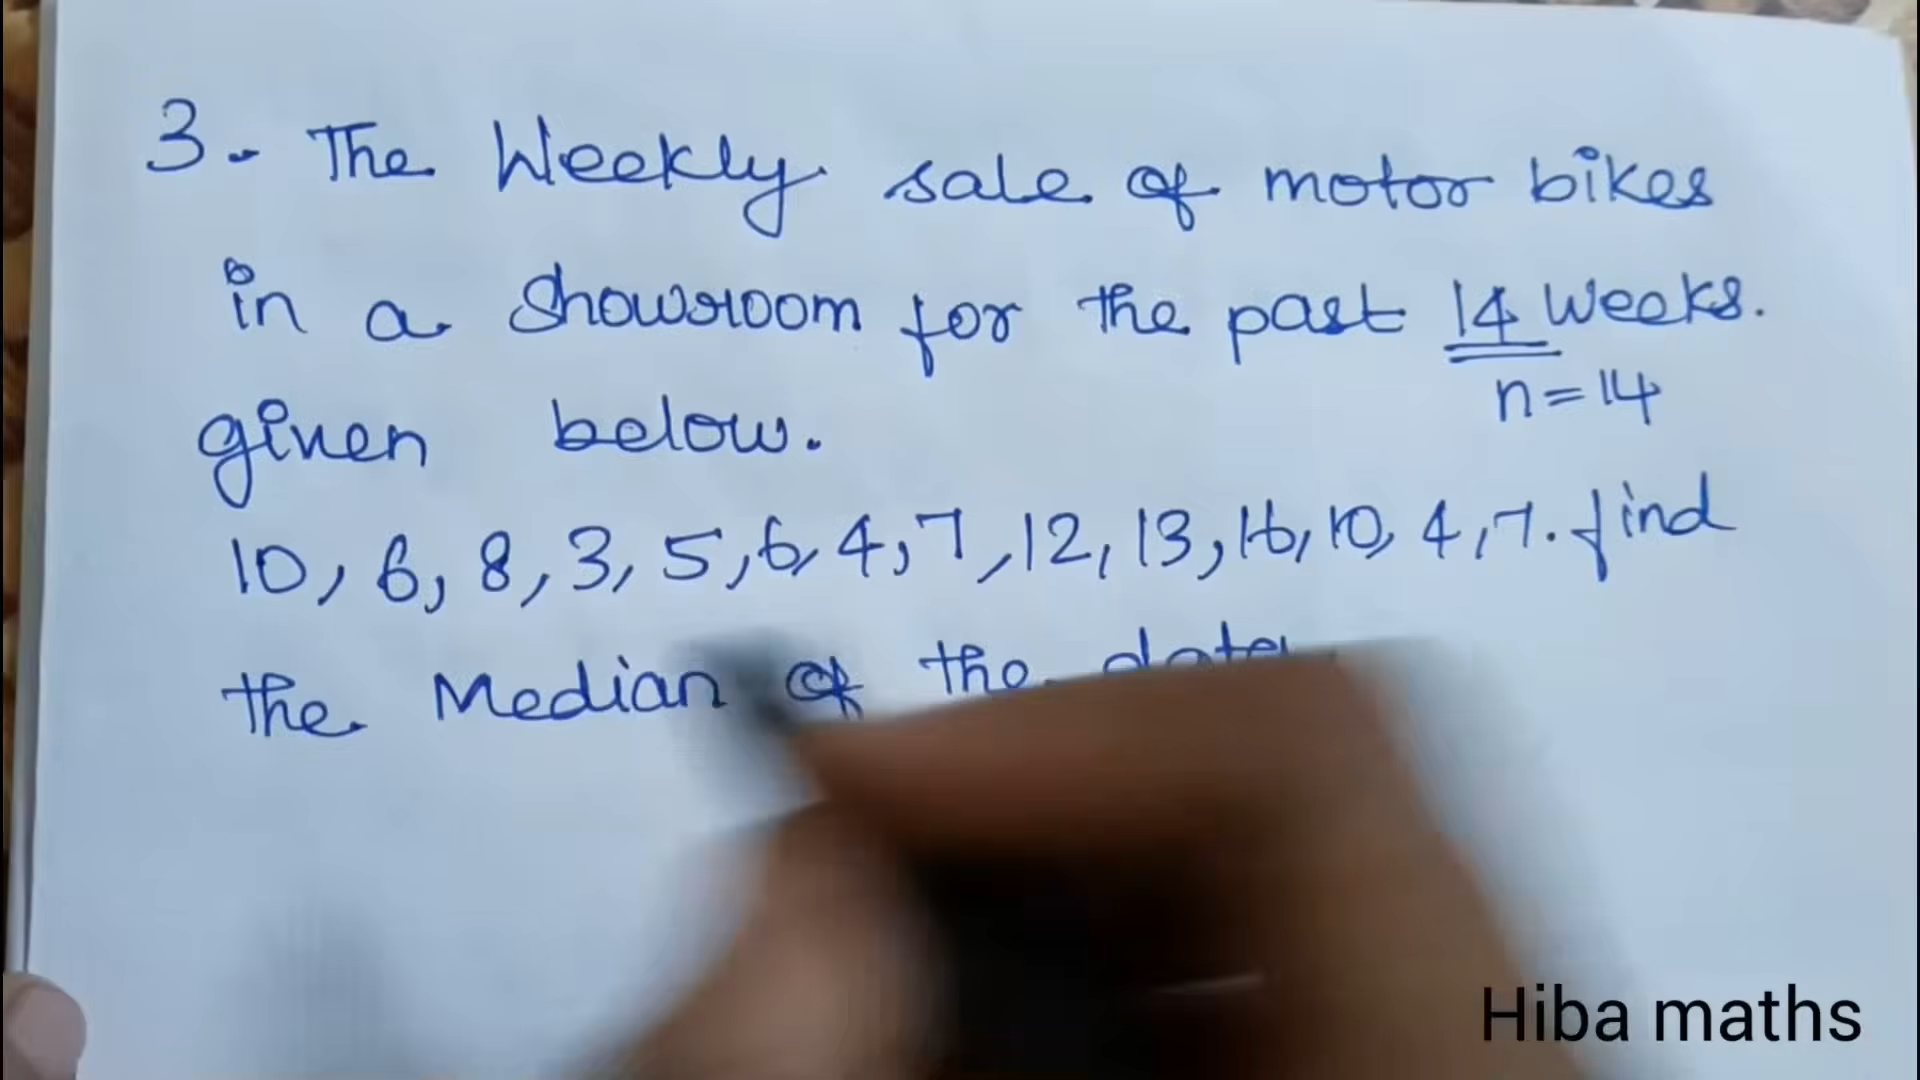 3. The Weekly sale of motor bikes
in a showroom for the past 14 weeks.
n=14
given below.
10, 6, 8, 3, 5, 6, 4, 7, 12, 13, 16, 10, 4, 7. find
the Median of the data
Hiba maths